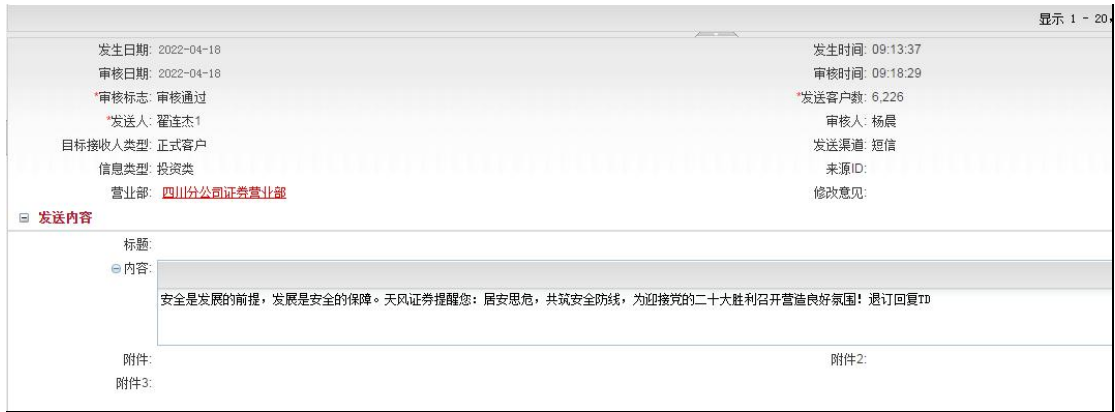 显示 1 - 20,
发生日期: 2022-04-18 发生时间: 09:13:37
审核日期: 2022-04-18 审核时间: 09:18:29
*审核标志: 审核通过 *发送客户数: 6,226
*发送人: 翟连杰1 审核人: 杨晨
目标接收人类型: 正式客户 发送渠道: 短信
信息类型: 投资类 来源ID:
营业部: 四川分公司证券营业部 修改意见:
发送内容
标题:
内容:
安全是发展的前提，发展是安全的保障。天风证券提醒您：居安思危，共筑安全防线，为迎接党的二十大胜利召开营造良好氛围！退订回复TD
附件: 附件2:
附件3: